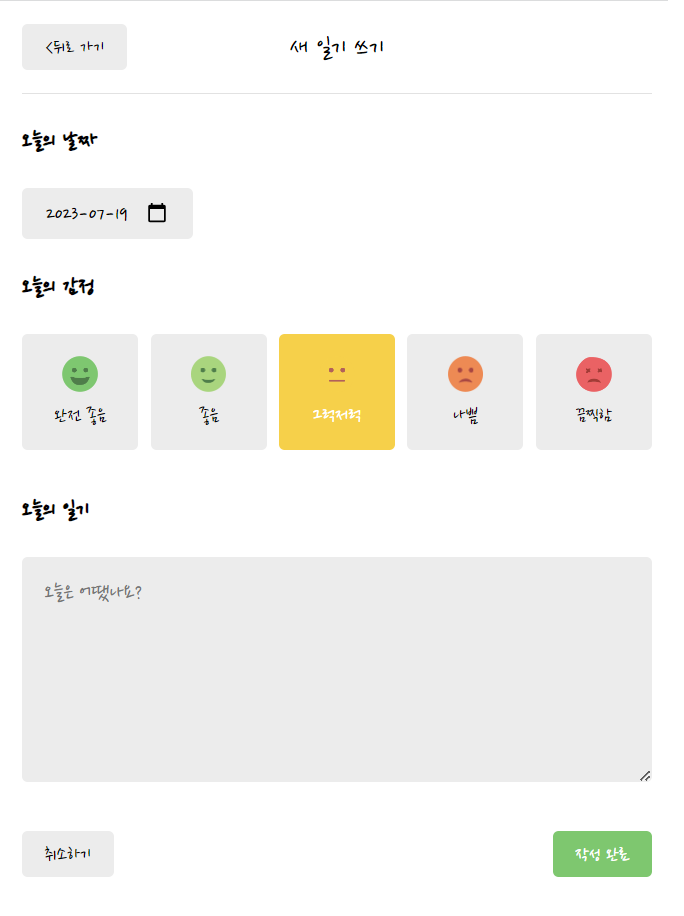 <뒤로 가기
새 일기 쓰기
오늘의 날짜
2023-07-19
오늘의 감정
완전 좋음
좋음
그럭저럭
나쁨
끔찍함
오늘의 일기
오늘은 어땠나요?
취소하기
작성 완료